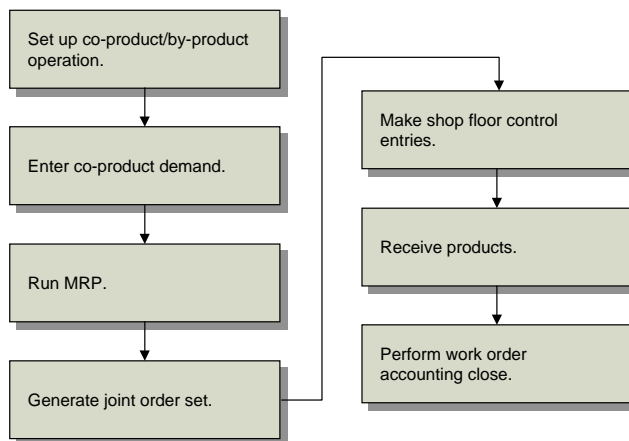 Set up co-product/by-product
operation.
Enter co-product demand.
Run MRP.
Generate joint order set.
Make shop floor control
entries.
Receive products.
Perform work order
accounting close.